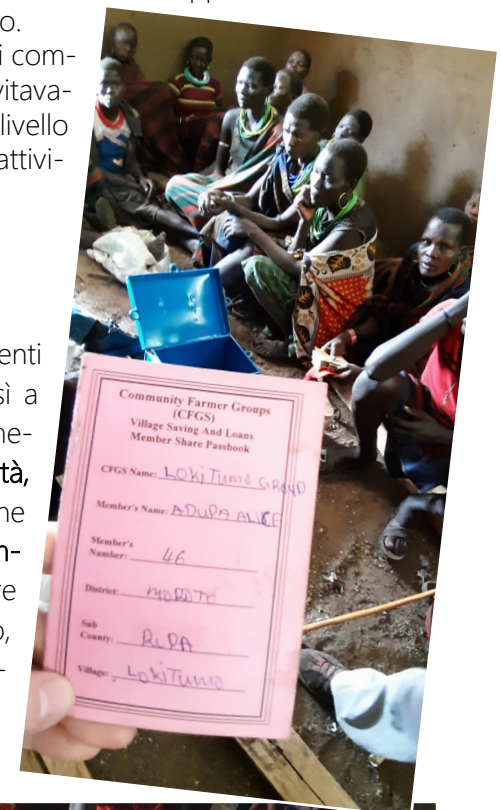 o.
i com-
vitava-
livello
attivi-
enti
sì a
ne-
tà,
ne
n-
re
o,
-
Community Farmer Groups
(CFGS)
Village Saving And Loans
Member Share Passbook
CFGS Name: LOKiTUMO GROUP
Member's Name: ADUPA ALICE
Member's
Number: 46
District: MOROTO
Sub
County: RUPA
Village: LOKITUMO